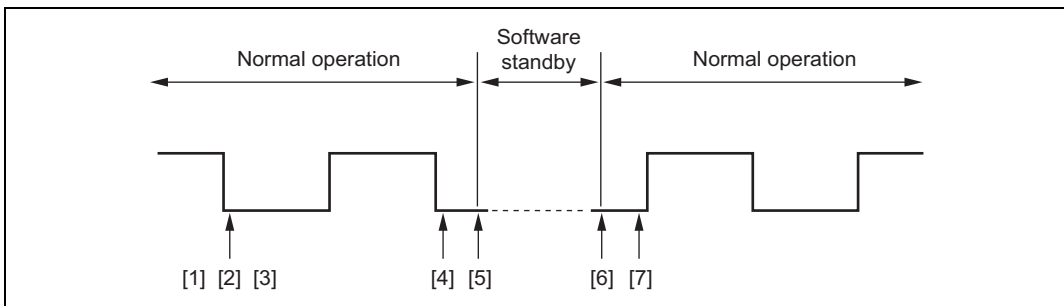 Normal operation
Software
standby
Normal operation
[1] [2] [3]
[4] [5]
[6] [7]